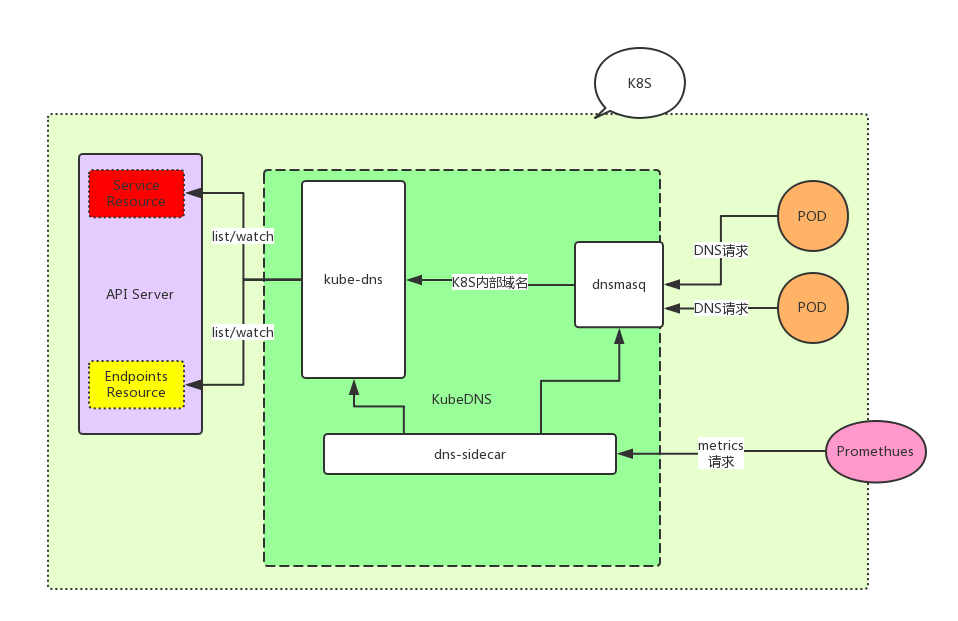 K8S
Service
Resource
list/watch
API Server
list/watch
Endpoints
Resource
kube-dns
K8S内部域名
dnsmasq
DNS请求
POD
DNS请求
POD
KubeDNS
dns-sidecar
metrics
请求
Promethues